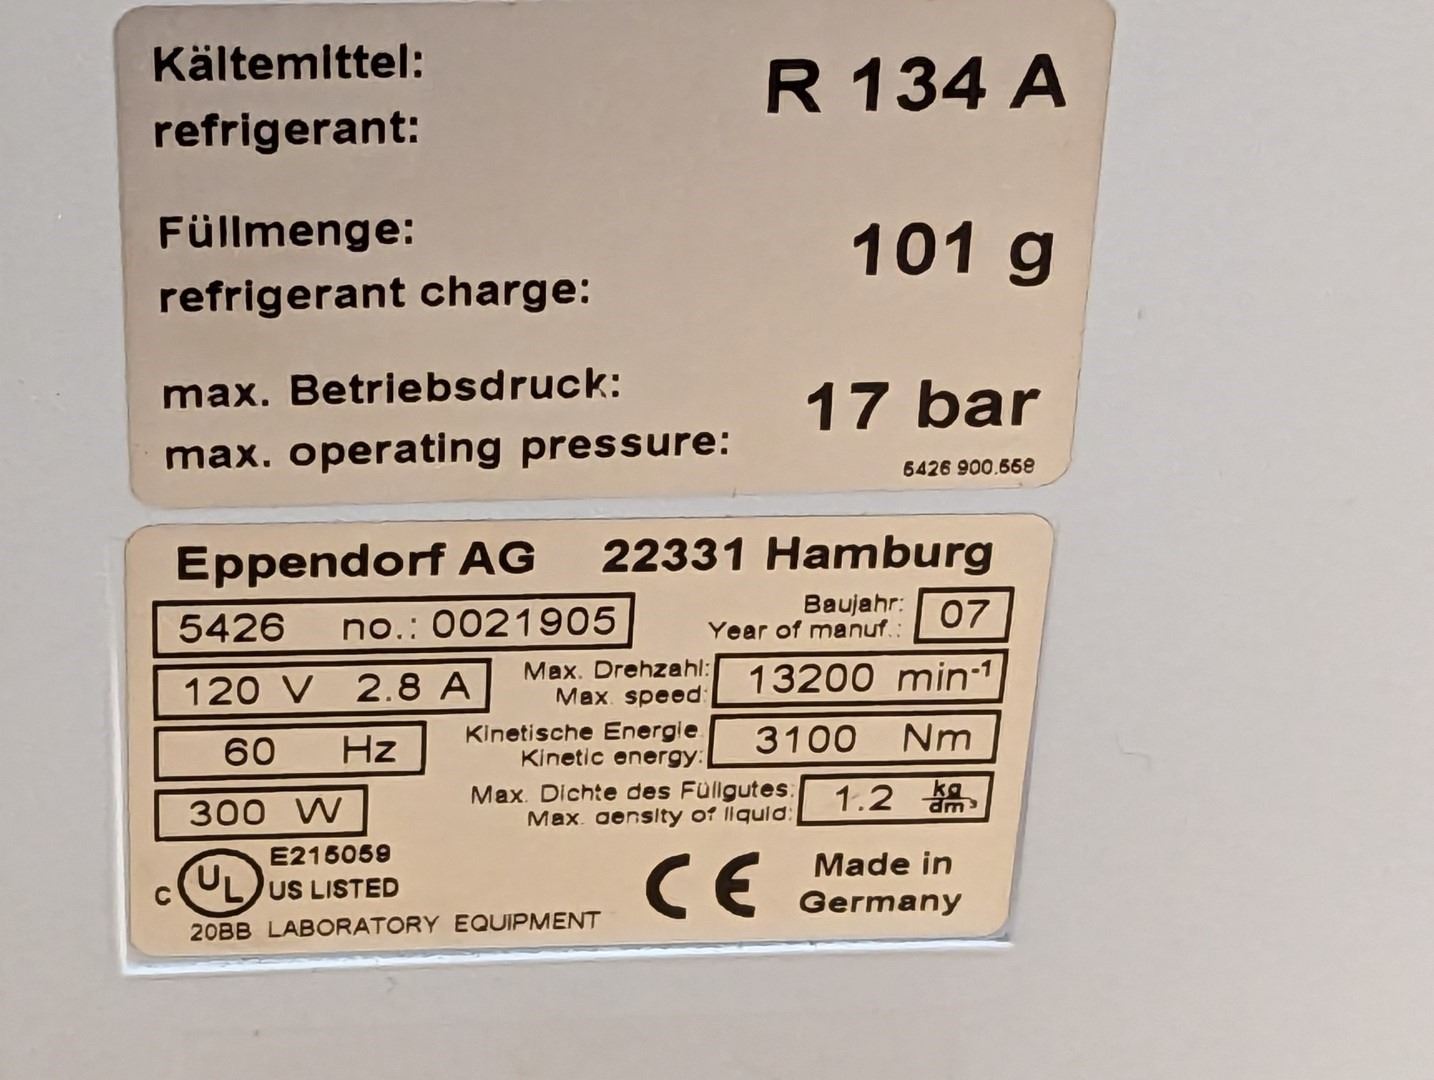 Kältemittel:
refrigerant:
R 134 A
Füllmenge:
refrigerant charge:
101 g
max. Betriebsdruck:
max. operating pressure:
17 bar
5426 900.558
Eppendorf AG 22331 Hamburg
5426 no.: 0021905
Baujahr:
Year of manuf.:
07
120 V 2.8 A
Max. Drehzahl:
Max. speed:
13200 min⁻¹
60 Hz
Kinetische Energie
Kinetic energy:
3100 Nm
300 W
Max. Dichte des Füllgutes:
Max. density of liquid:
1.2 kg/dm³
c UL US LISTED
E215059
20BB LABORATORY EQUIPMENT
CE
Made in
Germany